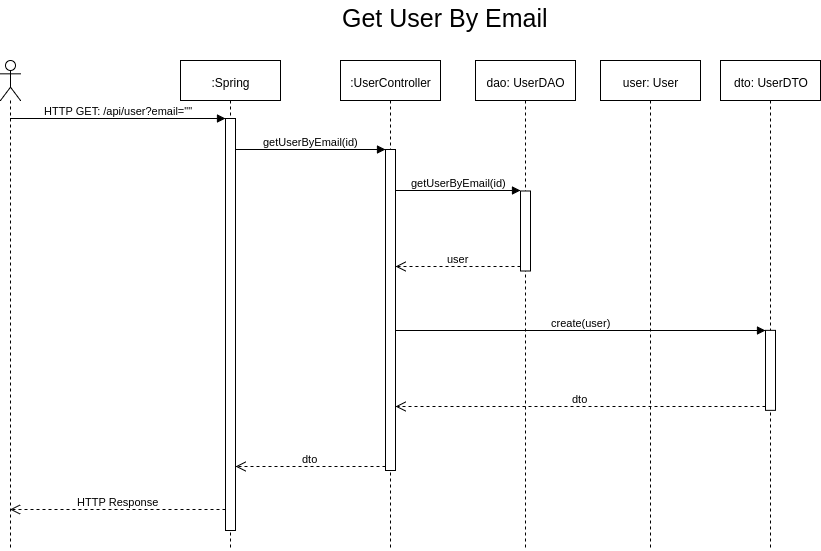 Get User By Email
:Spring
:UserController
dao: UserDAO
user: User
dto: UserDTO
HTTP GET: /api/user?email=""
getUserByEmail(id)
getUserByEmail(id)
user
create(user)
dto
dto
HTTP Response